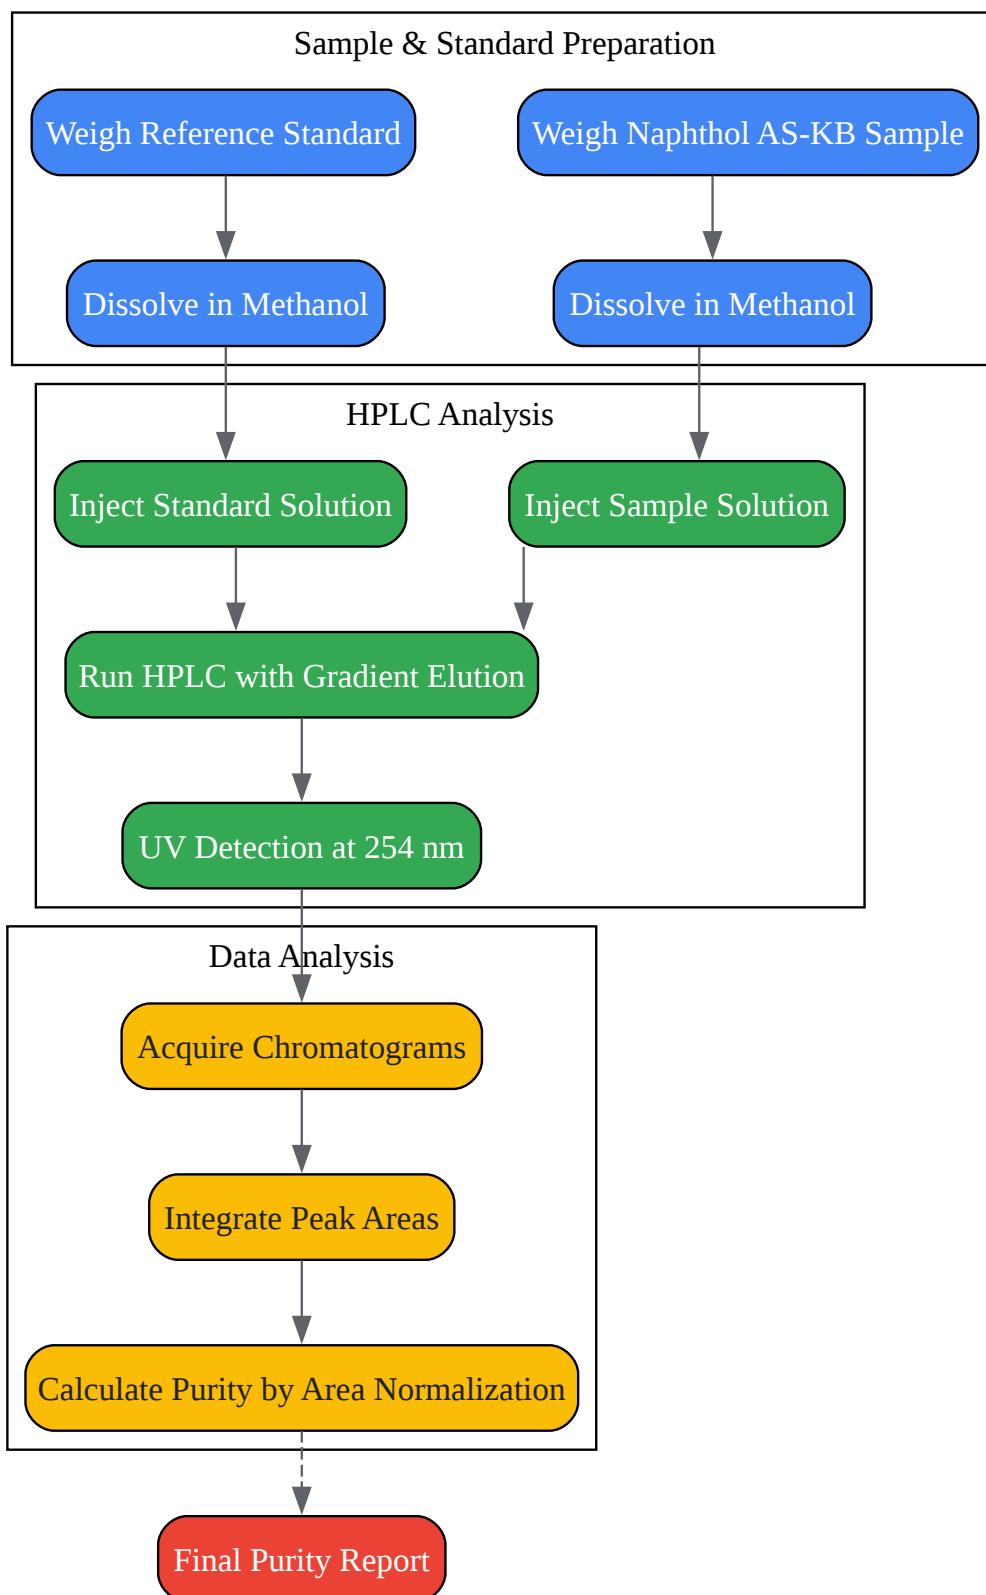 Sample & Standard Preparation
Weigh Reference Standard
Weigh Naphthol AS-KB Sample
Dissolve in Methanol
Dissolve in Methanol
HPLC Analysis
Inject Standard Solution
Inject Sample Solution
Run HPLC with Gradient Elution
UV Detection at 254 nm
Data Analysis
Acquire Chromatograms
Integrate Peak Areas
Calculate Purity by Area Normalization
Final Purity Report